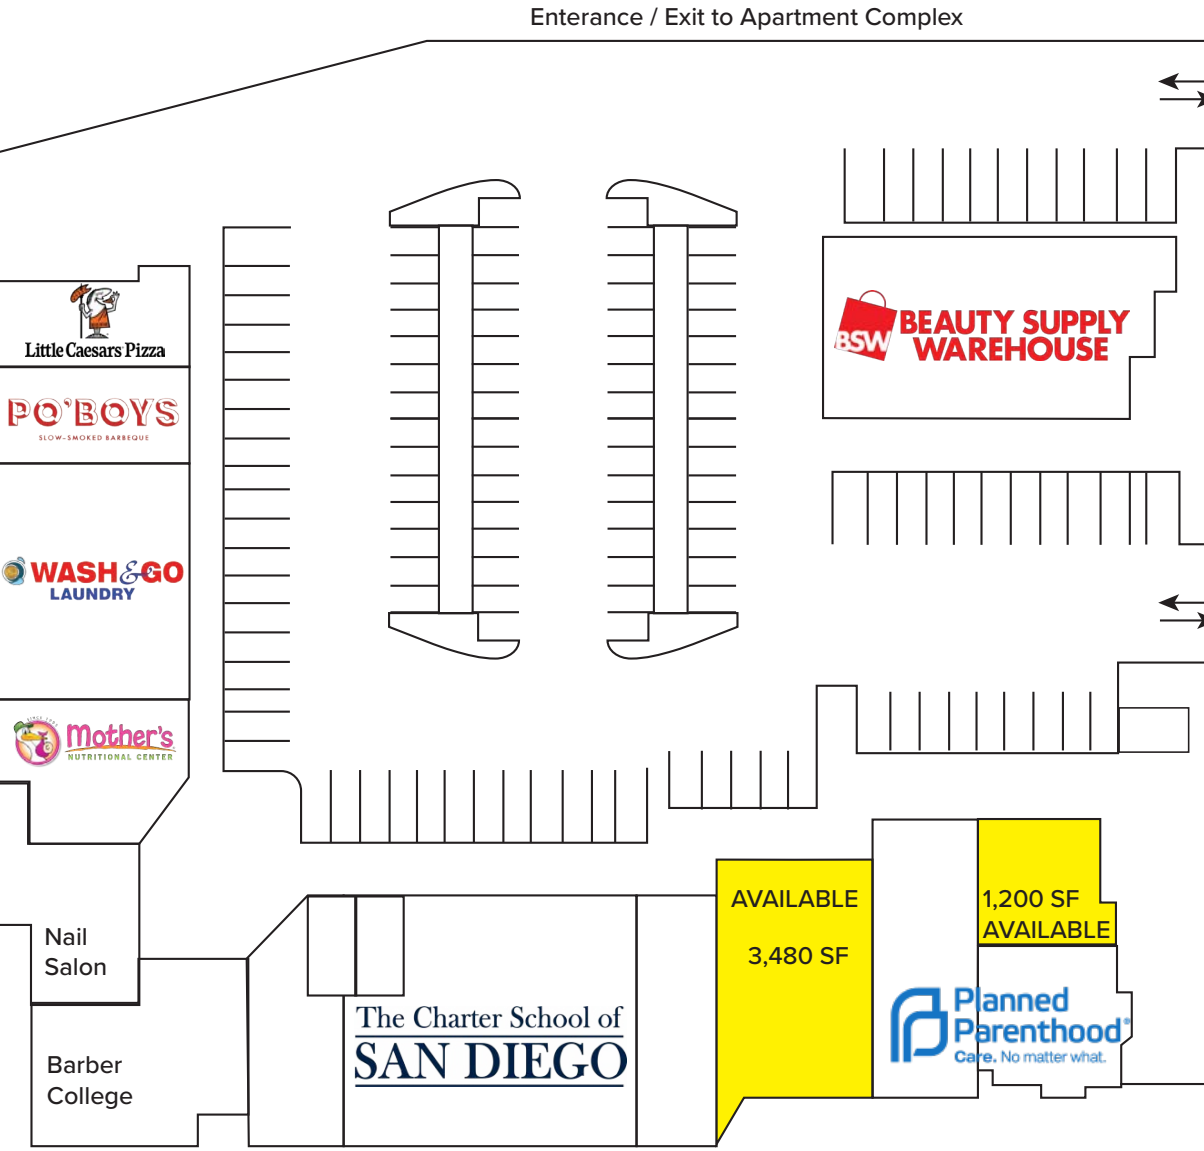 Enterance / Exit to Apartment Complex
Little Caesars Pizza
PO'BOYS
SLOW-SMOKED BARBEQUE
BSW
BEAUTY SUPPLY
WAREHOUSE
WASH&GO
LAUNDRY
Mother's
NUTRITIONAL CENTER
Nail
Salon
Barber
College
The Charter School of
SAN DIEGO
AVAILABLE
3,480 SF
1,200 SF
AVAILABLE
Planned
Parenthood®
Care. No matter what.